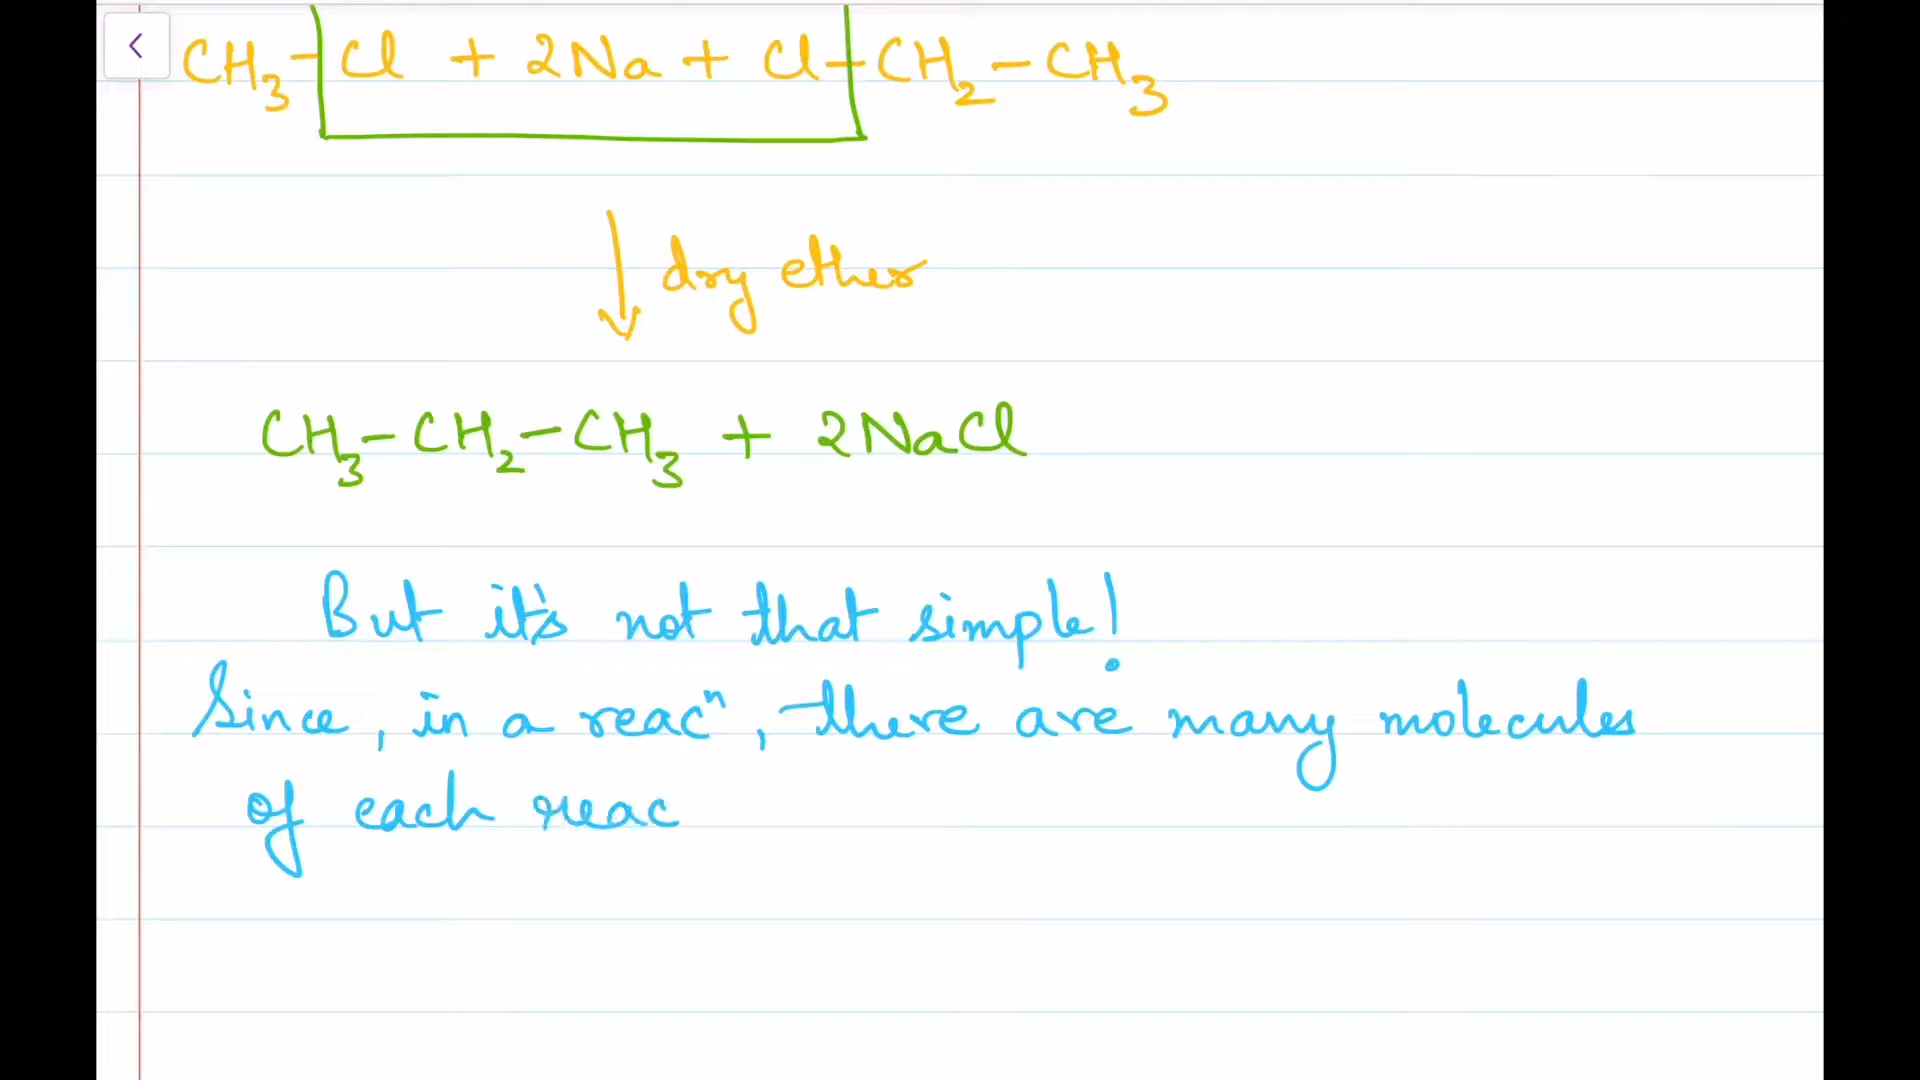 CH₃-Cl + 2Na + Cl-CH₂-CH₃
dry ether
CH₃-CH₂-CH₃ + 2NaCl
But it's not that simple!
Since, in a reacⁿ, there are many molecules
of each reac